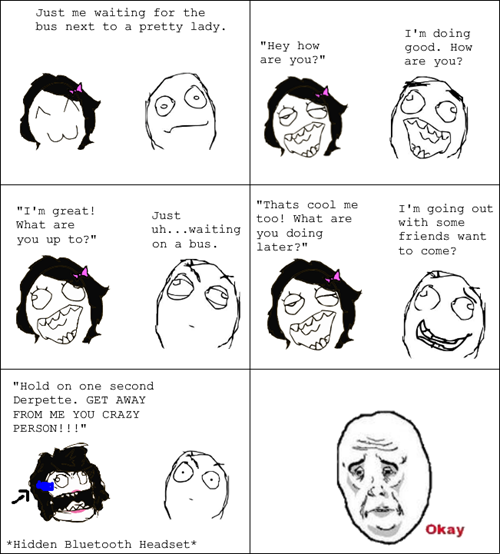 Just me waiting for the
bus next to a pretty lady.
"Hey how
are you?"
I'm doing
good. How
are you?
"I'm great!
What are
you up to?"
Just
uh...waiting
on a bus.
"Thats cool me
too! What are
you doing
later?"
I'm going out
with some
friends want
to come?
"Hold on one second
Derpette. GET AWAY
FROM ME YOU CRAZY
PERSON!!!"
*Hidden Bluetooth Headset*
Okay